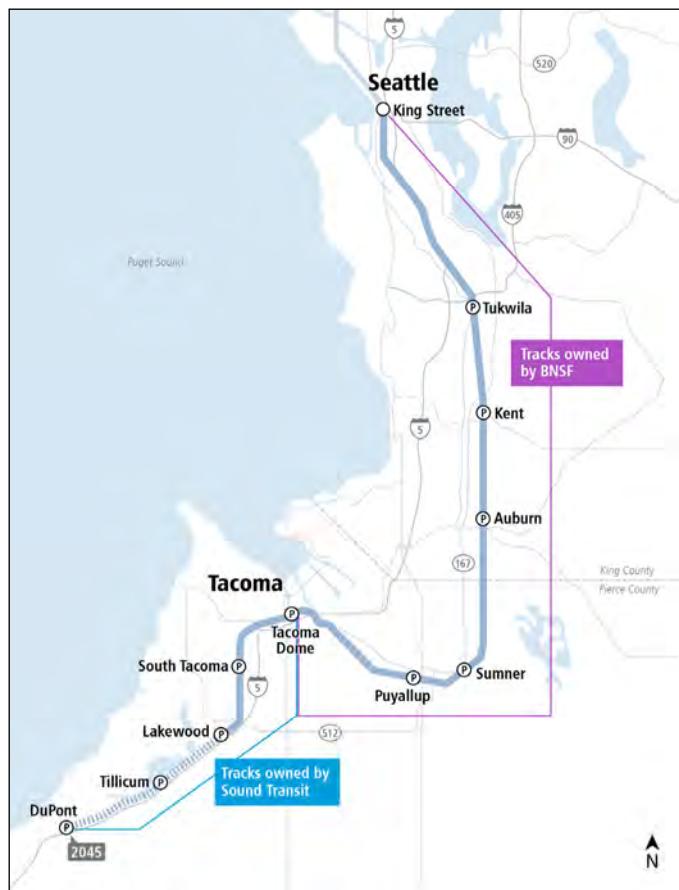 5
520
Seattle
King Street
90
405
Puget Sound
Tukwila
Tracks owned
by BNSF
Kent
5
Auburn
167
King County
Pierce County
Tacoma
Tacoma
Dome
South Tacoma
Sumner
5
Puyallup
Lakewood
512
Tracks owned by
Sound Transit
Tillicum
DuPont
2045
N
P
P
P
P
P
P
P
P
P
P
P